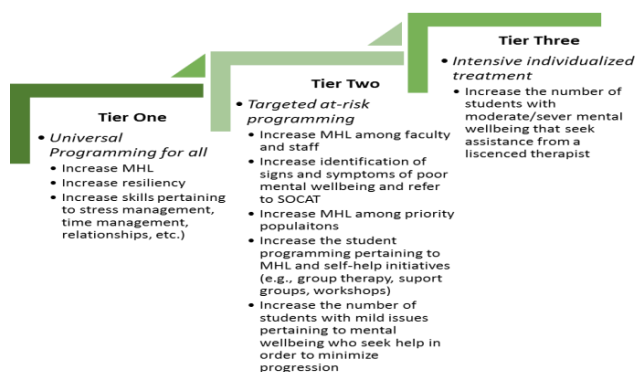 Tier One
• Universal
Programming for all
• Increase MHL
• Increase resiliency
• Increase skills pertaining
to stress management,
time management,
relationships, etc.)
Tier Two
• Targeted at-risk
programming
• Increase MHL among faculty
and staff
• Increase identification of
signs and symptoms of poor
mental wellbeing and refer
to SOCAT
• Increase MHL among priority
populaitons
• Increase the student
programming pertaining to
MHL and self-help initiatives
(e.g., group therapy, suport
groups, workshops)
• Increase the number of
students with mild issues
pertaining to mental
wellbeing who seek help in
order to minimize
progression
Tier Three
• Intensive individualized
treatment
• Increase the number of
students with
moderate/sever mental
wellbeing that seek
assistance from a
liscenced therapist